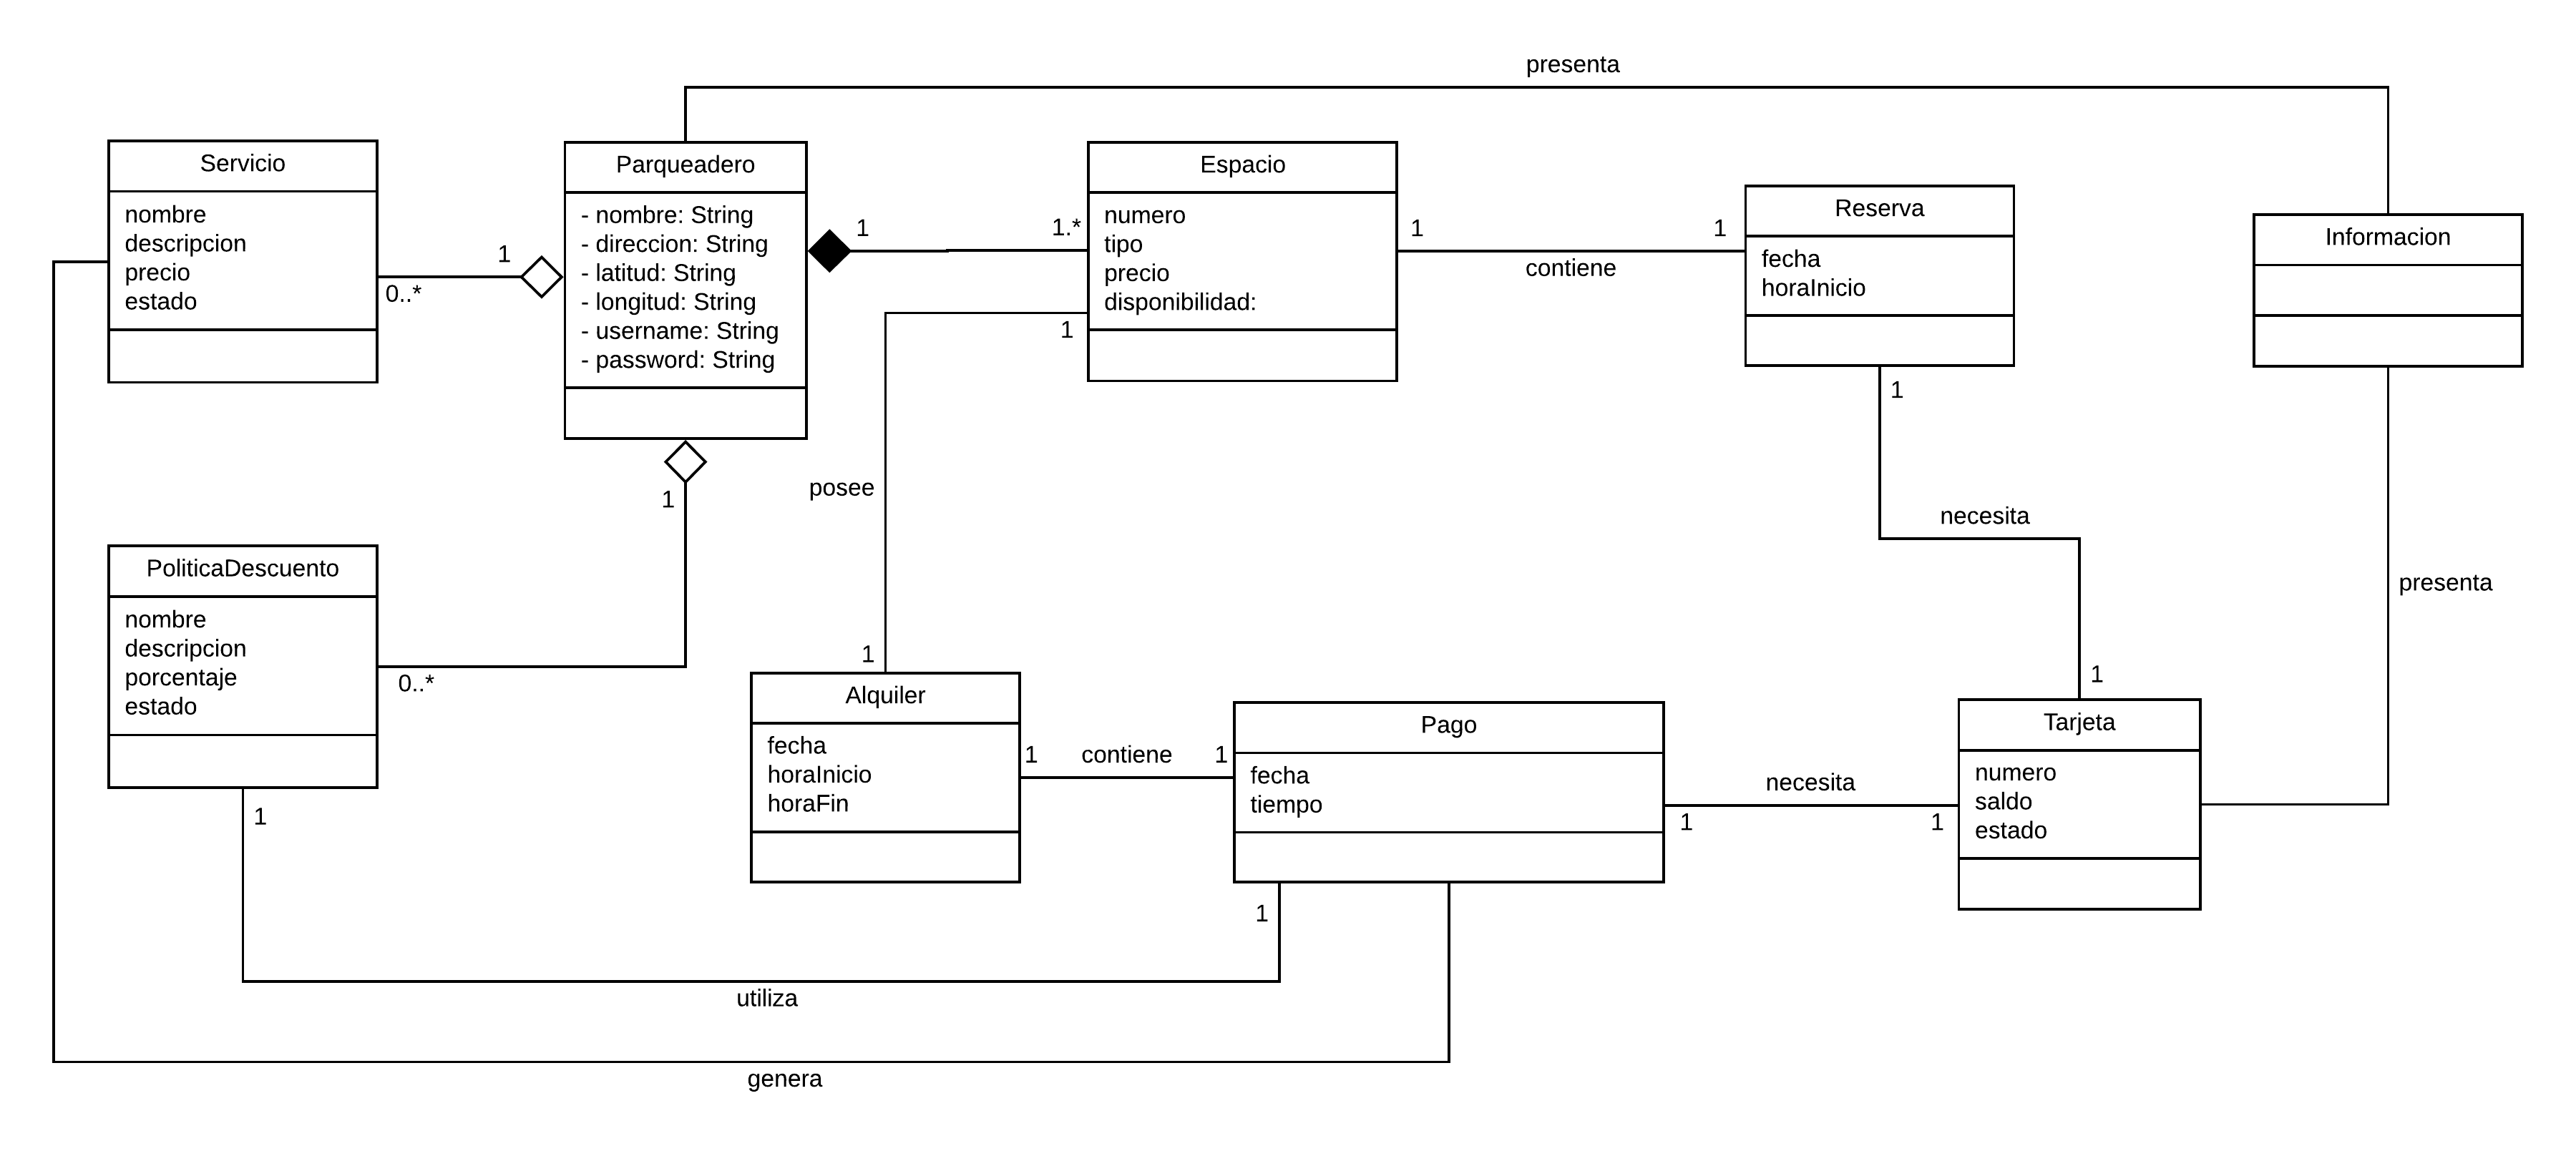 presenta
Servicio
nombre
descripcion
precio
estado
0..*
1
Parqueadero
- nombre: String
- direccion: String
- latitud: String
- longitud: String
- username: String
- password: String
1
1.*
Espacio
numero
tipo
precio
disponibilidad:
1
contiene
1
Reserva
fecha
horaInicio
Informacion
1
posee
1
1
0..*
PoliticaDescuento
nombre
descripcion
porcentaje
estado
1
1
necesita
1
presenta
Alquiler
fecha
horaInicio
horaFin
1
contiene
1
Pago
fecha
tiempo
1
necesita
1
Tarjeta
numero
saldo
estado
1
utiliza
genera